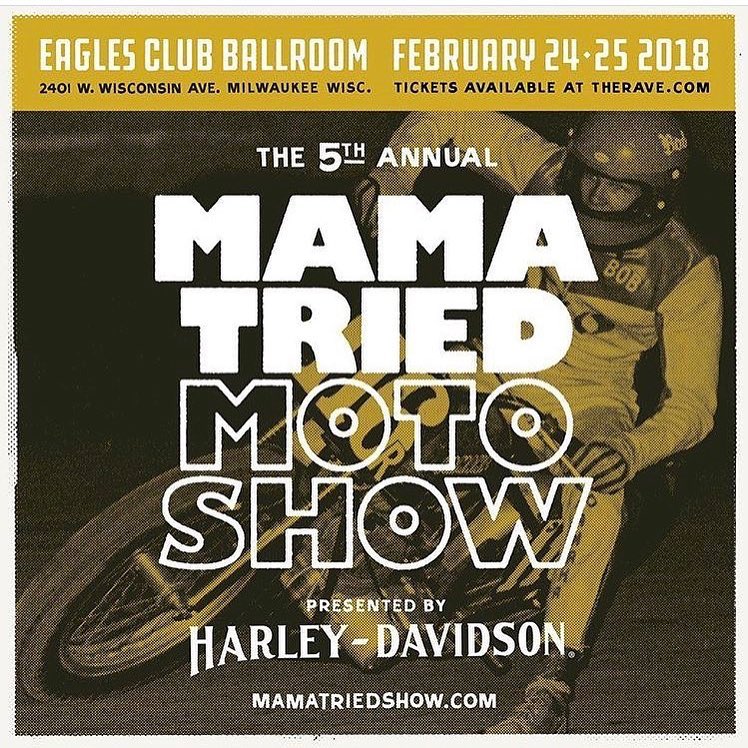 EAGLES CLUB BALLROOM FEBRUARY 24-25 2018
2401 W. WISCONSIN AVE. MILWAUKEE WISC. TICKETS AVAILABLE AT THERAVE.COM
THE 5TH ANNUAL
MAMA
TRIED
MOTO
SHOW
BOB
PRESENTED BY
HARLEY-DAVIDSON®
MAMATRIEDSHOW.COM